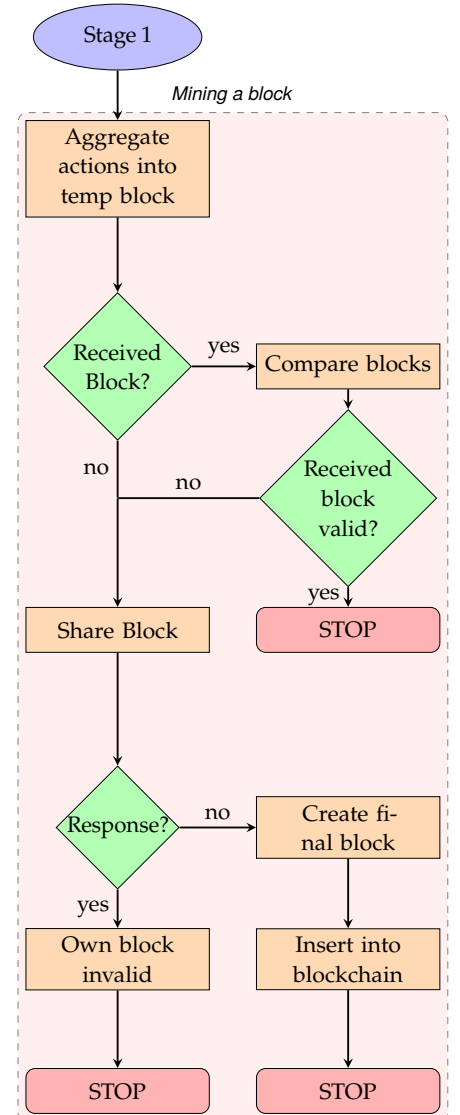 Stage 1
Mining a block
Aggregate
actions into
temp block
Received
Block?
yes
Compare blocks
no
no
Received
block
valid?
yes
Share Block
STOP
Response?
no
Create fi-
nal block
yes
Own block
invalid
Insert into
blockchain
STOP
STOP